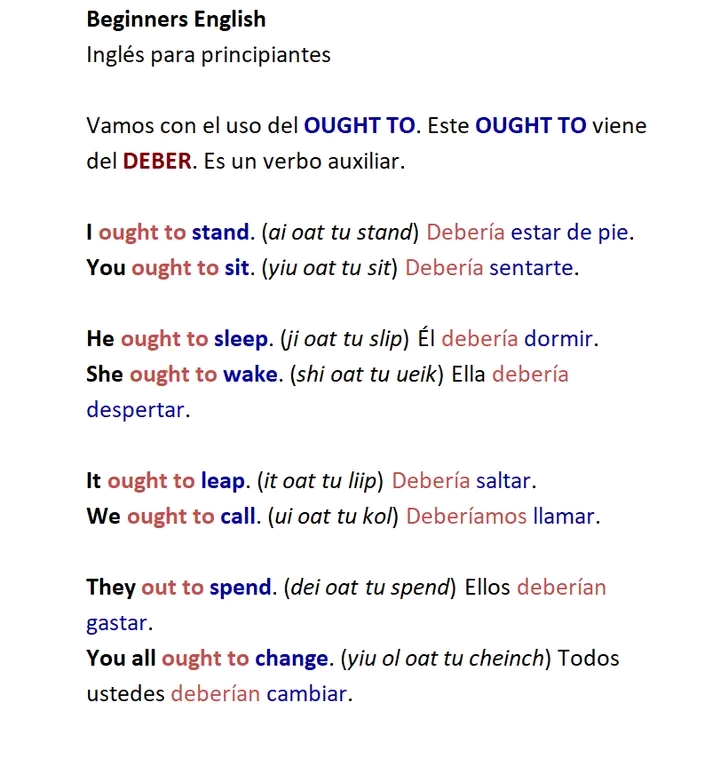 Beginners English
Inglés para principiantes
Vamos con el uso del OUGHT TO. Este OUGHT TO viene
del DEBER. Es un verbo auxiliar.
I ought to stand. (ai oat tu stand) Debería estar de pie.
You ought to sit. (yiu oat tu sit) Debería sentarte.
He ought to sleep. (ji oat tu slip) Él debería dormir.
She ought to wake. (shi oat tu ueik) Ella debería
despertar.
It ought to leap. (it oat tu liip) Debería saltar.
We ought to call. (ui oat tu kol) Deberíamos llamar.
They out to spend. (dei oat tu spend) Ellos deberían
gastar.
You all ought to change. (yiu ol oat tu cheinch) Todos
ustedes deberían cambiar.